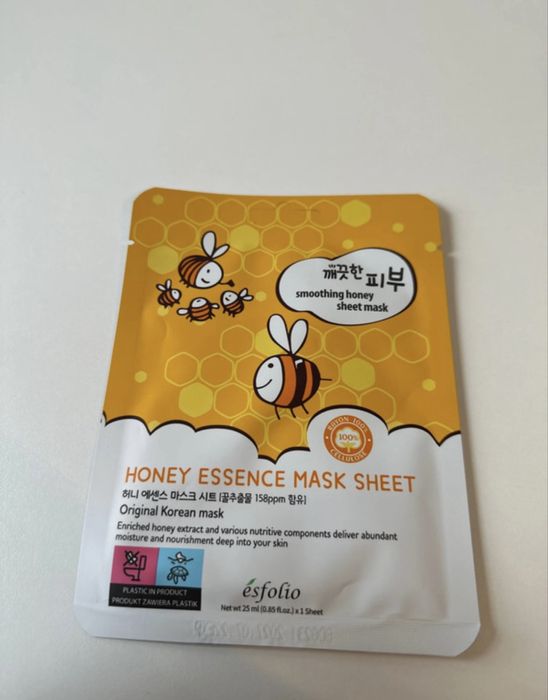 깨끗한 피부
smoothing honey
sheet mask
COTTON 100%
100%
CELLULOSE
HONEY ESSENCE MASK SHEET
허니 에센스 마스크 시트 [꿀추출물 158ppm 함유]
Original Korean mask
Enriched honey extract and various nutritive components deliver abundant
moisture and nourishment deep into your skin
PLASTIC IN PRODUCT
PRODUKT ZAWIERA PLASTIK
esfolio
Net wt 25 ml (0.85 fl.oz.) x 1 Sheet